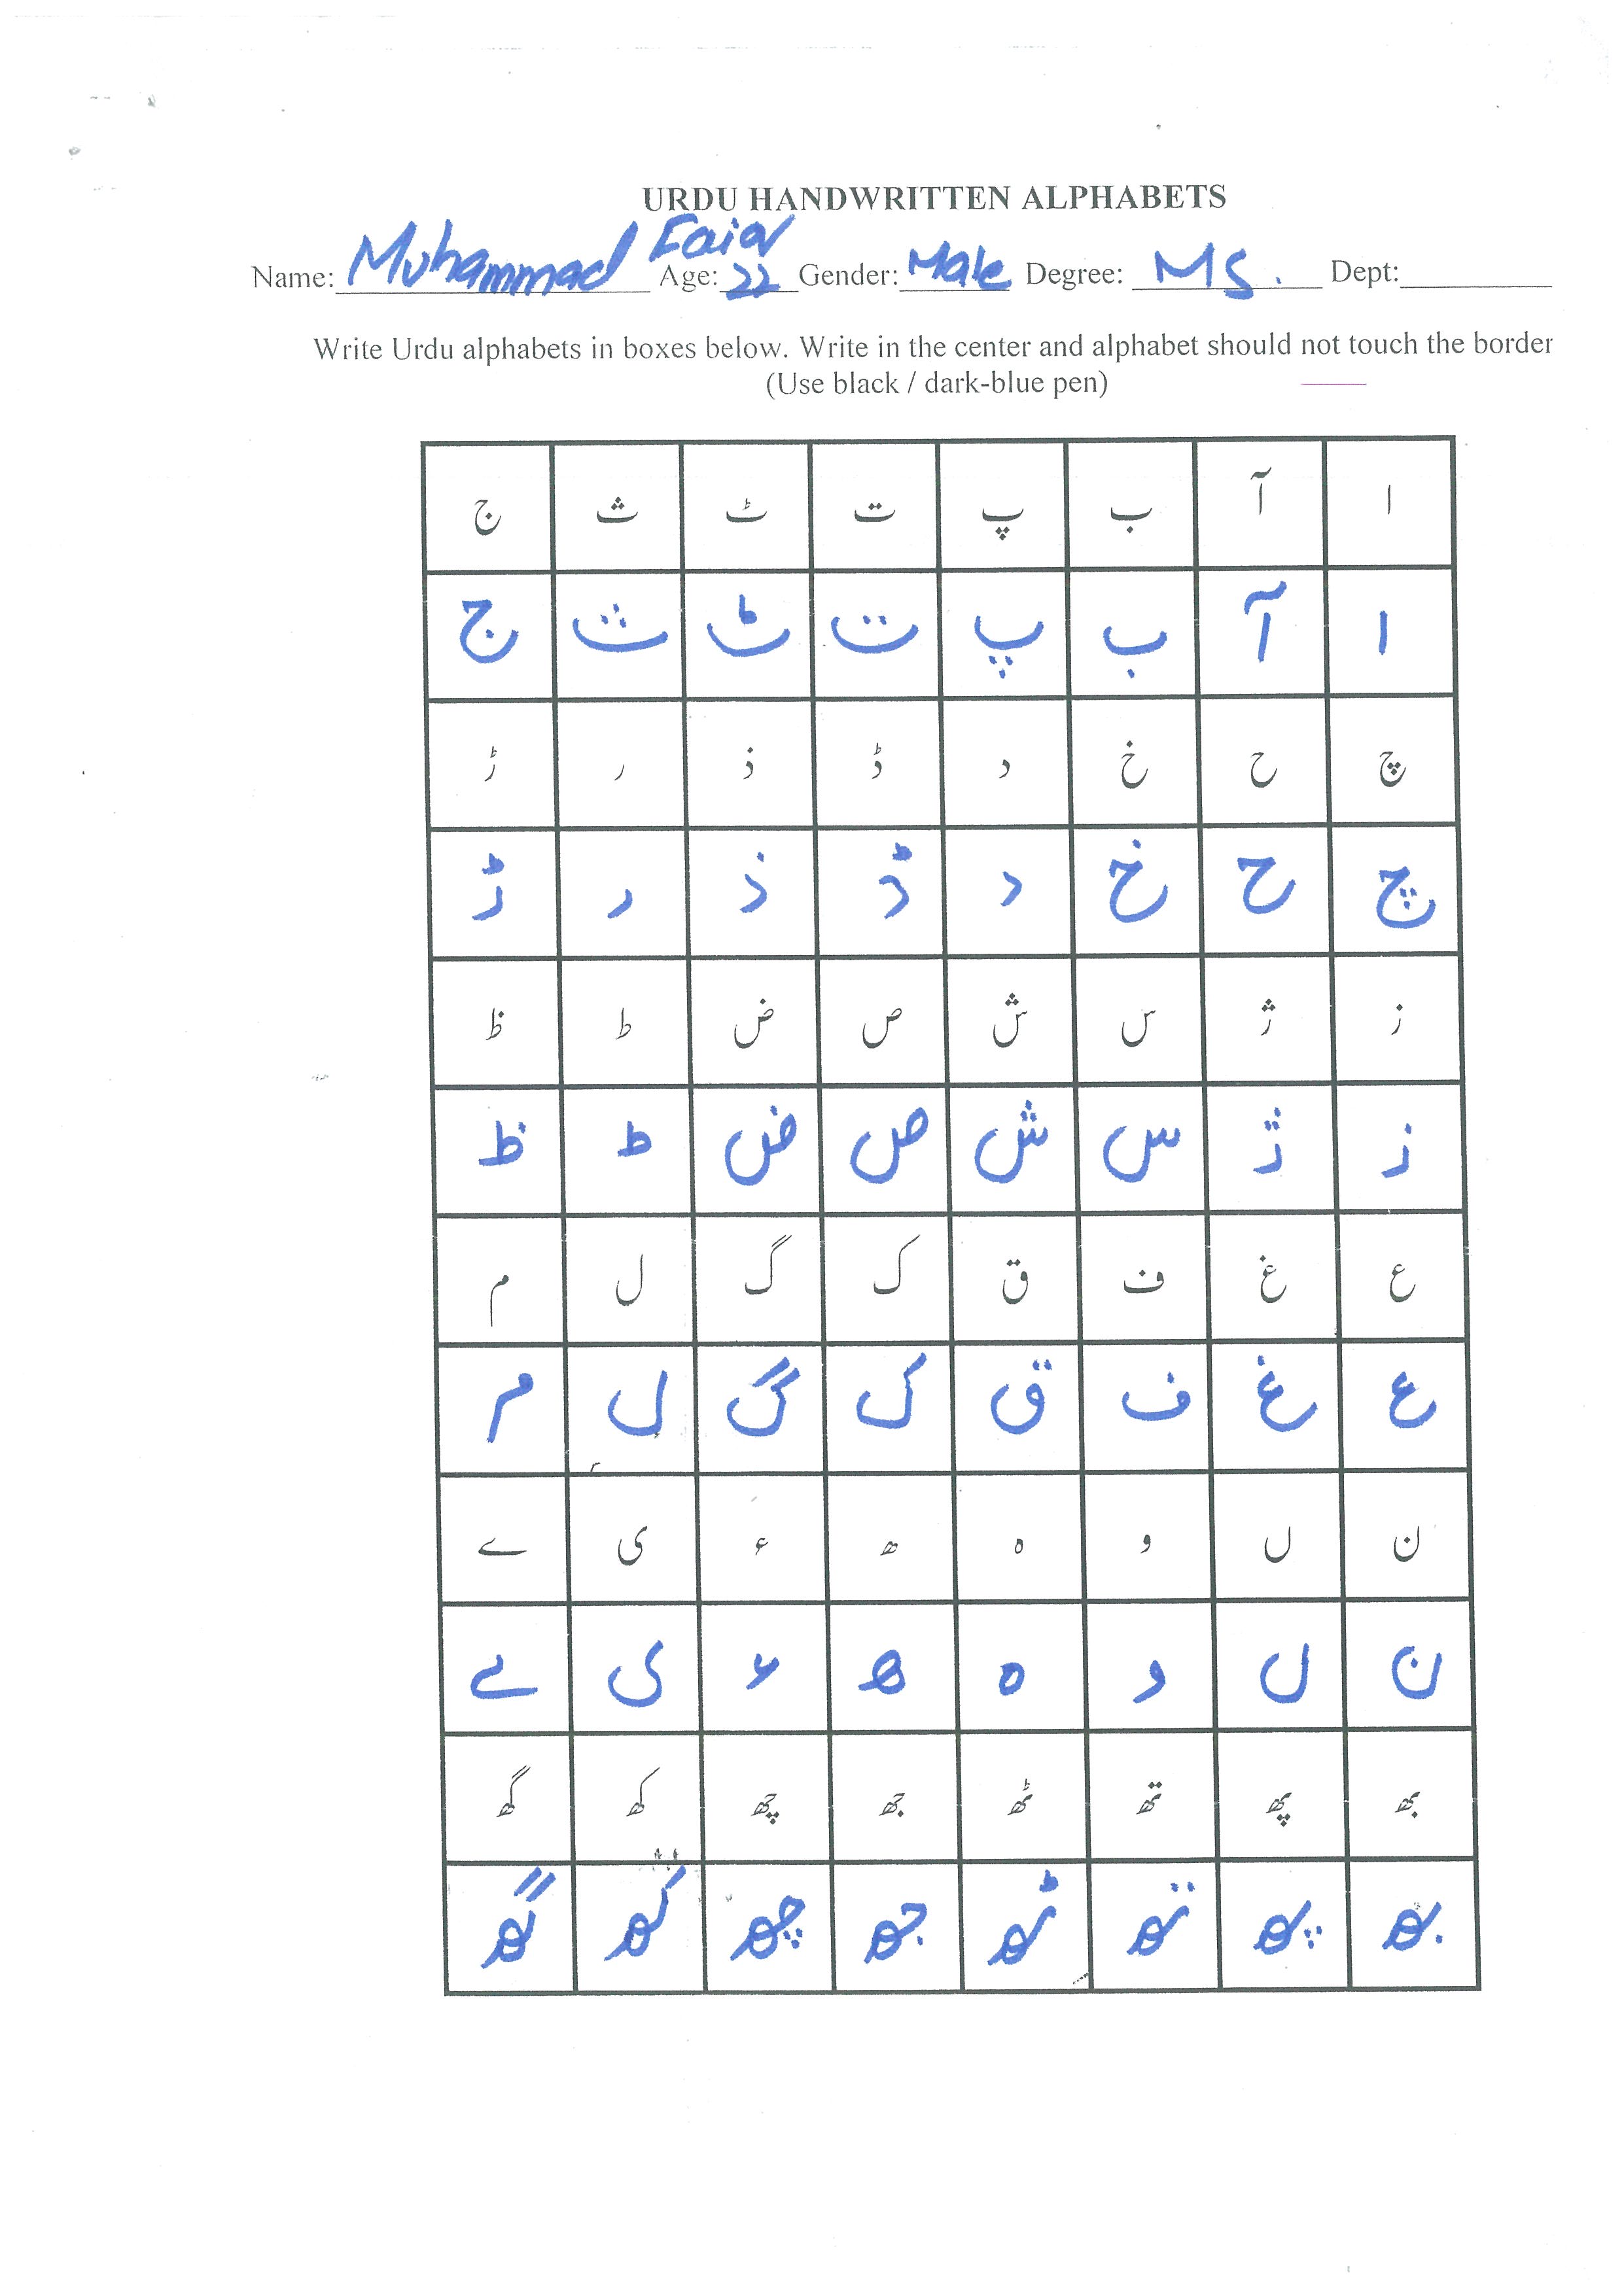 URDU HANDWRITTEN ALPHABETS
Name: Muhammad Age: 22 Gender: Male Degree: MS. Dept:
Write Urdu alphabets in boxes below. Write in the center and alphabet should not touch the border
(Use black / dark-blue pen)
ا آ ب پ ت ٹ ث ج
ا آ ب پ ت ٹ ث ج
چ ح خ د ڈ ذ ر ڑ
چ ح خ د ڈ ذ ر ڑ
ز ژ س ش ص ض ط ظ
ز ژ س ش ص ض ط ظ
ع غ ف ق ک گ ل م
ع غ ف ق ک گ ل م
ن ں و ہ ھ ء ی ے
ن ں و ہ ھ ء ی ے
بھ پھ تھ ٹھ جھ چھ کھ گھ
بھ پھ تھ ٹھ جھ چھ کھ گھ